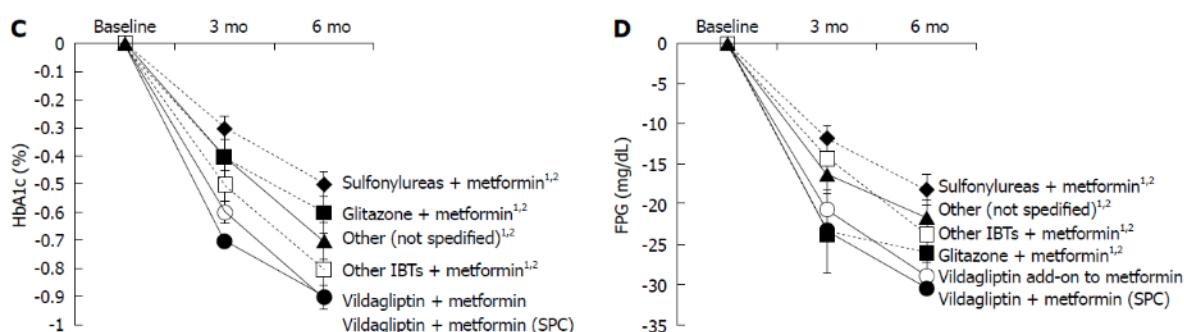 C
Baseline 3 mo 6 mo
0
-0.1
-0.2
-0.3
-0.4
-0.5
-0.6
-0.7
-0.8
-0.9
-1
HbA1c (%)
Sulfonylureas + metformin1,2
Glitazone + metformin1,2
Other (not spedified)1,2
Other IBTs + metformin1,2
Vildagliptin + metformin
Vildagliptin + metformin (SPC)
D
Baseline 3 mo 6 mo
0
-5
-10
-15
-20
-25
-30
-35
FPG (mg/dL)
Sulfonylureas + metformin1,2
Other (not spedified)1,2
Other IBTs + metformin1,2
Glitazone + metformin1,2
Vildagliptin add-on to metformin
Vildagliptin + metformin (SPC)